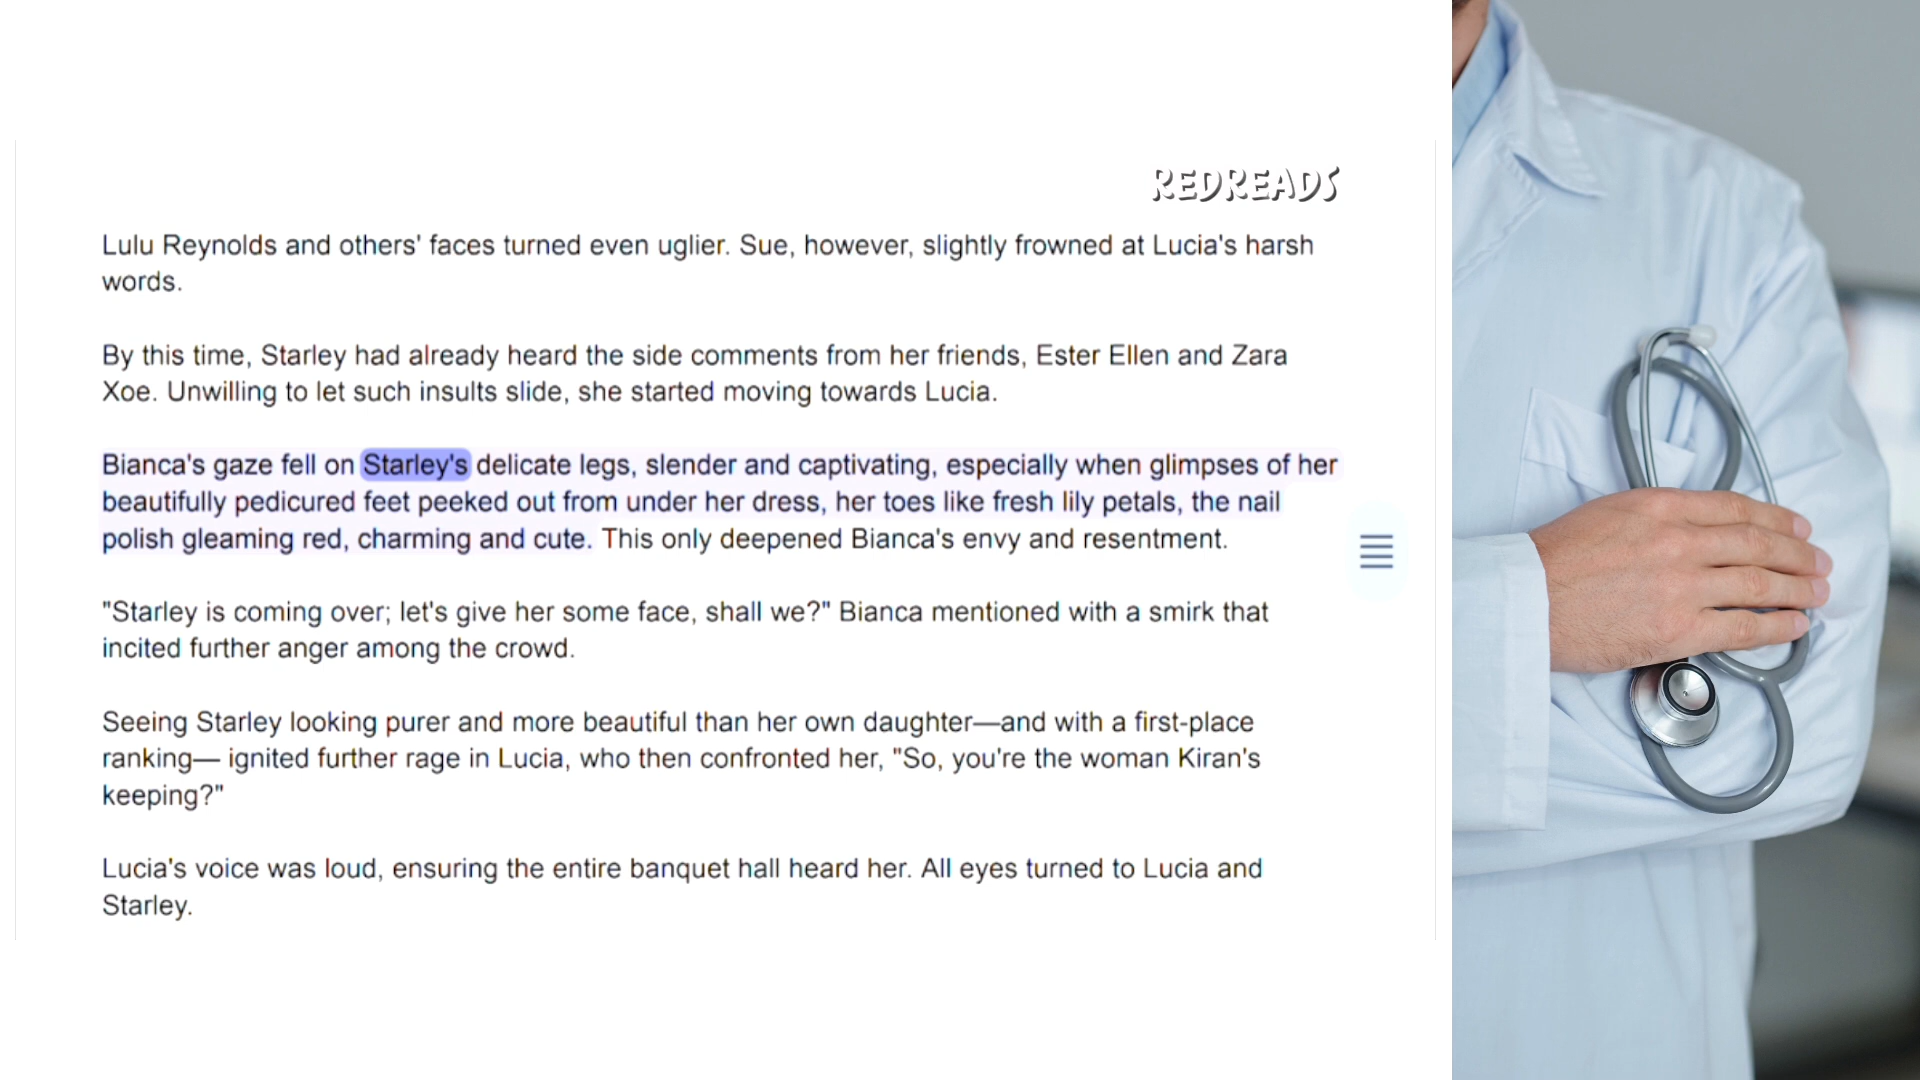 REDREADS
Lulu Reynolds and others' faces turned even uglier. Sue, however, slightly frowned at Lucia's harsh
words.
By this time, Starley had already heard the side comments from her friends, Ester Ellen and Zara
Xoe. Unwilling to let such insults slide, she started moving towards Lucia.
Bianca's gaze fell on Starley's delicate legs, slender and captivating, especially when glimpses of her
beautifully pedicured feet peeked out from under her dress, her toes like fresh lily petals, the nail
polish gleaming red, charming and cute. This only deepened Bianca's envy and resentment.
"Starley is coming over; let's give her some face, shall we?" Bianca mentioned with a smirk that
incited further anger among the crowd.
Seeing Starley looking purer and more beautiful than her own daughter—and with a first-place
ranking— ignited further rage in Lucia, who then confronted her, "So, you're the woman Kiran's
keeping?"
Lucia's voice was loud, ensuring the entire banquet hall heard her. All eyes turned to Lucia and
Starley.